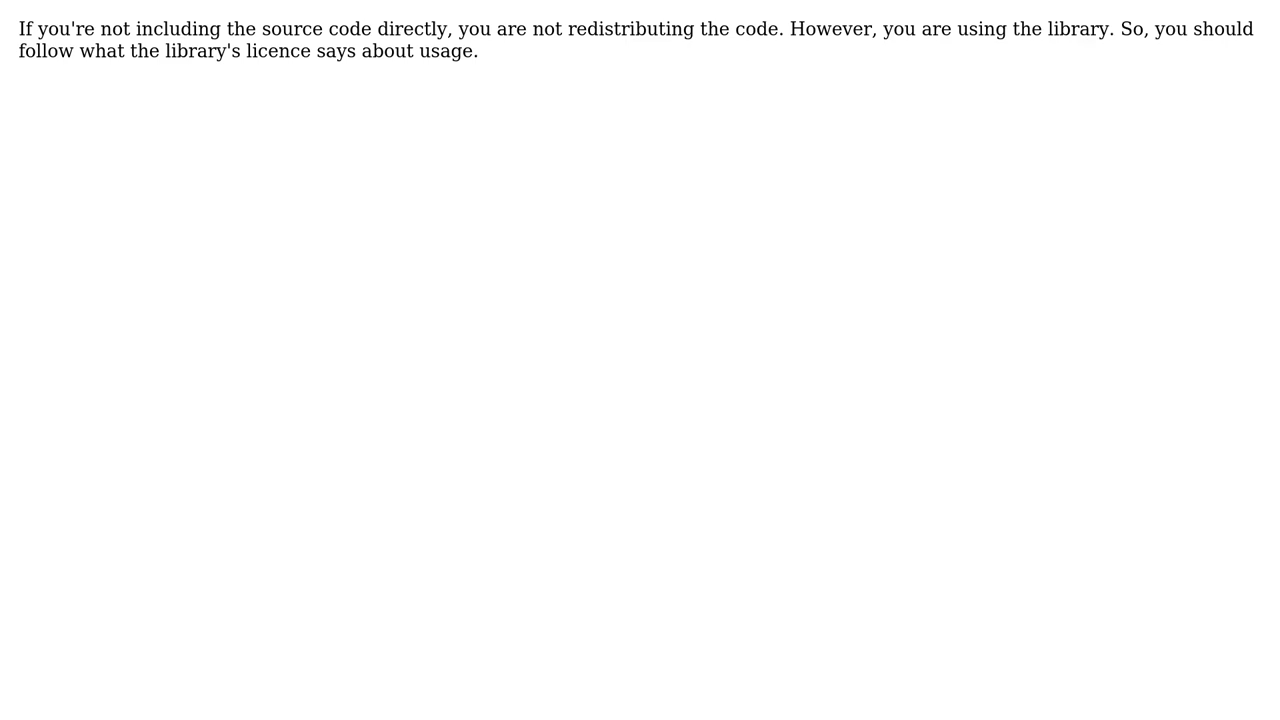 If you're not including the source code directly, you are not redistributing the code. However, you are using the library. So, you should
follow what the library's licence says about usage.